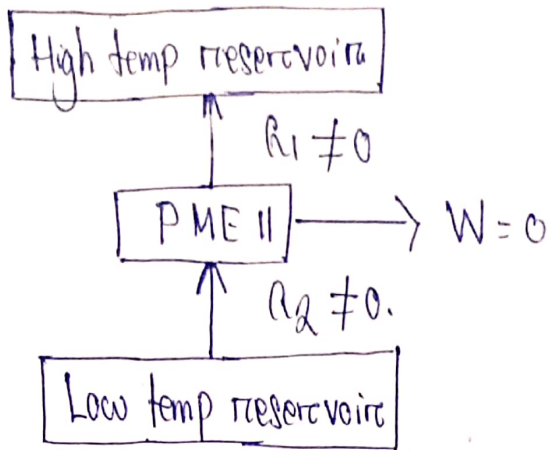 High temp reservoir
Q1 ≠ 0
PME II
W = 0
Q2 ≠ 0.
Low temp reservoir